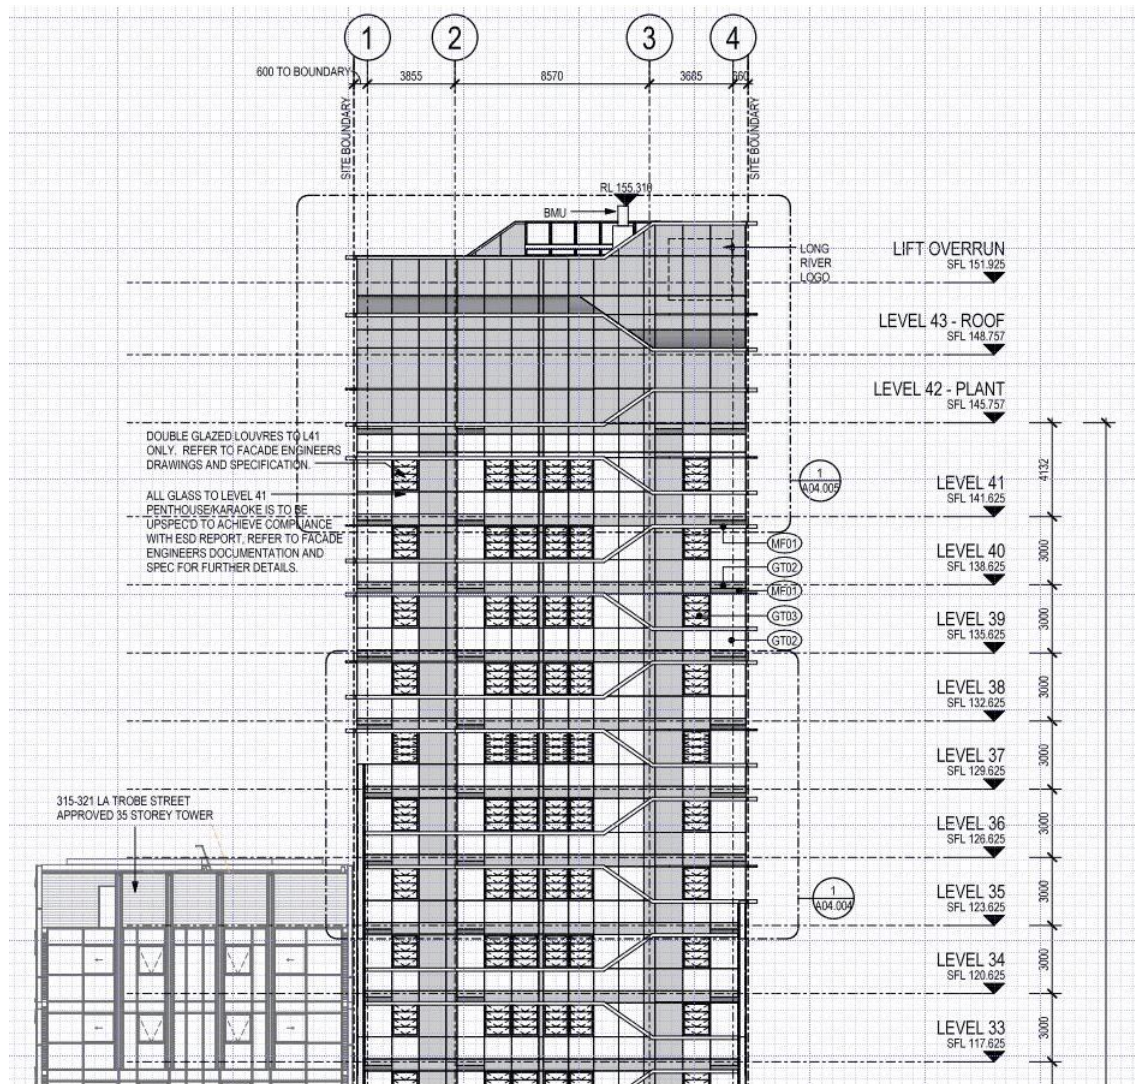 1
2
3
4
600 TO BOUNDARY
3855
8570
3685
660
SITE BOUNDARY
SITE BOUNDARY
RL 155.310
BMU
LONG
RIVER
LOGO
LIFT OVERRUN
SFL 151.925
LEVEL 43 - ROOF
SFL 148.757
LEVEL 42 - PLANT
SFL 145.757
DOUBLE GLAZED LOUVRES TO L41
ONLY. REFER TO FACADE ENGINEERS
DRAWINGS AND SPECIFICATION.
ALL GLASS TO LEVEL 41
PENTHOUSE/KARAOKE IS TO BE
UPSPEC'D TO ACHIEVE COMPLIANCE
WITH ESD REPORT, REFER TO FACADE
ENGINEERS DOCUMENTATION AND
SPEC FOR FURTHER DETAILS.
1
A04.005
4132
LEVEL 41
SFL 141.625
MF01
3000
LEVEL 40
SFL 138.625
GT02
MF01
GT03
3000
LEVEL 39
SFL 135.625
GT02
3000
LEVEL 38
SFL 132.625
3000
LEVEL 37
SFL 129.625
315-321 LA TROBE STREET
APPROVED 35 STOREY TOWER
3000
LEVEL 36
SFL 126.625
3000
LEVEL 35
SFL 123.625
1
A04.004
3000
LEVEL 34
SFL 120.625
3000
LEVEL 33
SFL 117.625